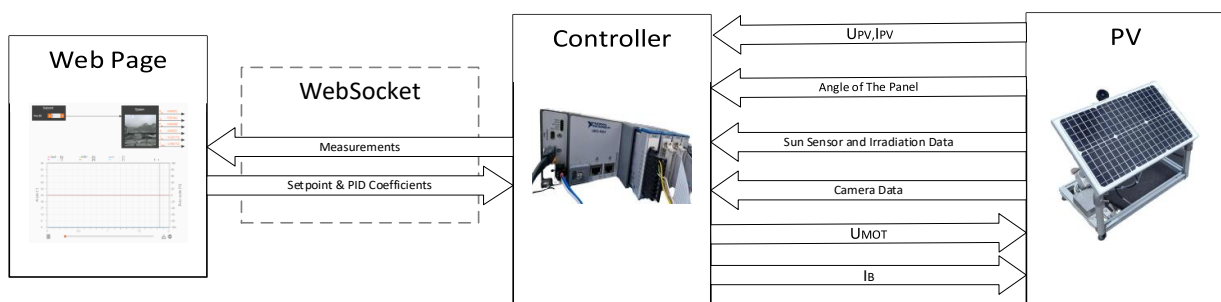 Web Page
WebSocket
Measurements
Setpoint & PID Coefficients
Controller
UPV,IPV
Angle of The Panel
Sun Sensor and Irradiation Data
Camera Data
UMOT
IB
PV